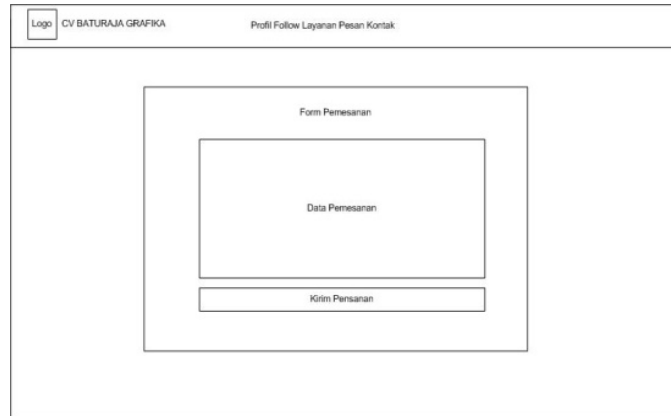 Logo CV BATURAJA GRAFIKA Profil Follow Layanan Pesan Kontak
Form Pemesanan
Data Pemesanan
Kirim Pensanan